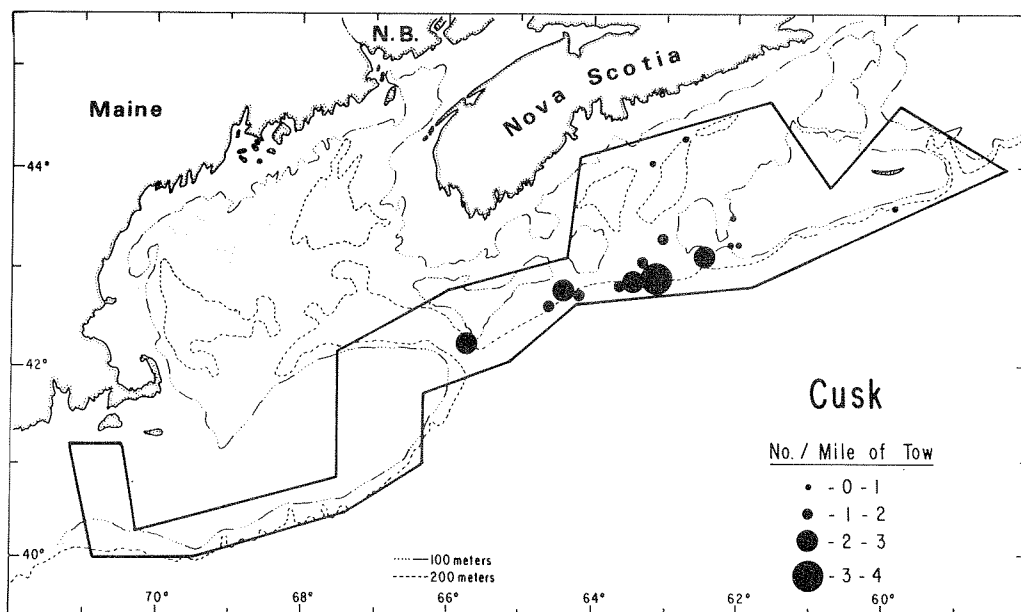 N.B.
Maine
Nova Scotia
44°
42°
40°
Cusk
No. / Mile of Tow
- 0 - 1
- 1 - 2
- 2 - 3
- 3 - 4
100 meters
200 meters
70° 68° 66° 64° 62° 60°